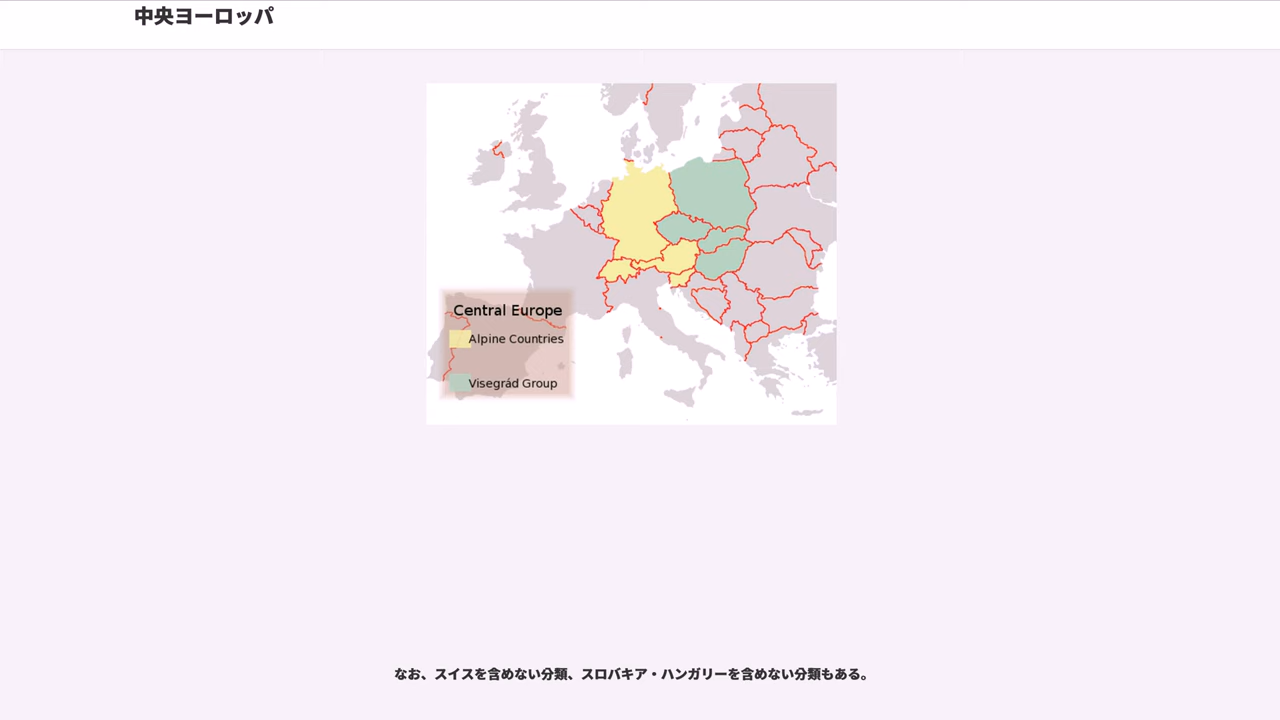 中央ヨーロッパ
Central Europe
Alpine Countries
Visegrád Group
なお、スイスを含めない分類、スロバキア・ハンガリーを含めない分類もある。